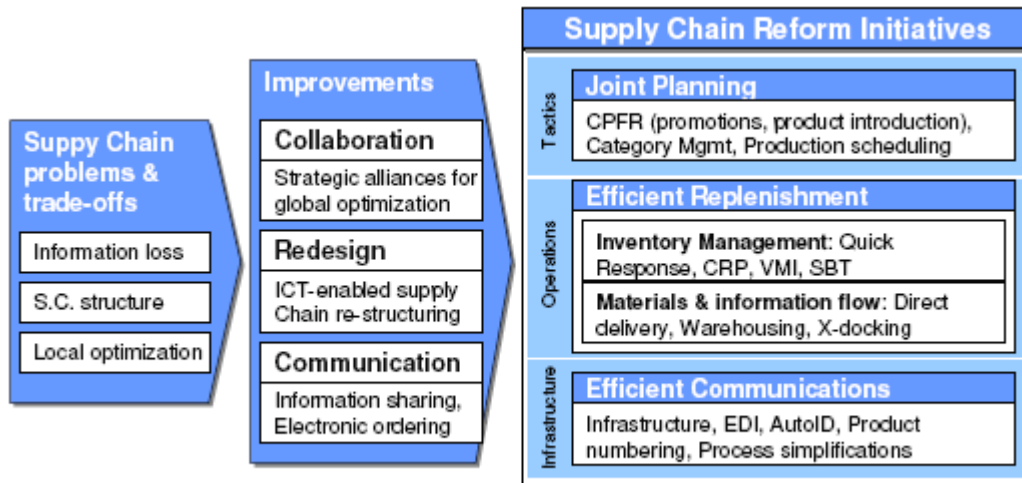 Suppy Chain
problems &
trade-offs
Information loss
S.C. structure
Local optimization
Improvements
Collaboration
Strategic alliances for
global optimization
Redesign
ICT-enabled supply
Chain re-structuring
Communication
Information sharing,
Electronic ordering
Supply Chain Reform Initiatives
Tactics
Joint Planning
CPFR (promotions, product introduction),
Category Mgmt, Production scheduling
Operations
Efficient Replenishment
Inventory Management: Quick
Response, CRP, VMI, SBT
Materials & information flow: Direct
delivery, Warehousing, X-docking
Infrastructure
Efficient Communications
Infrastructure, EDI, AutoID, Product
numbering, Process simplifications